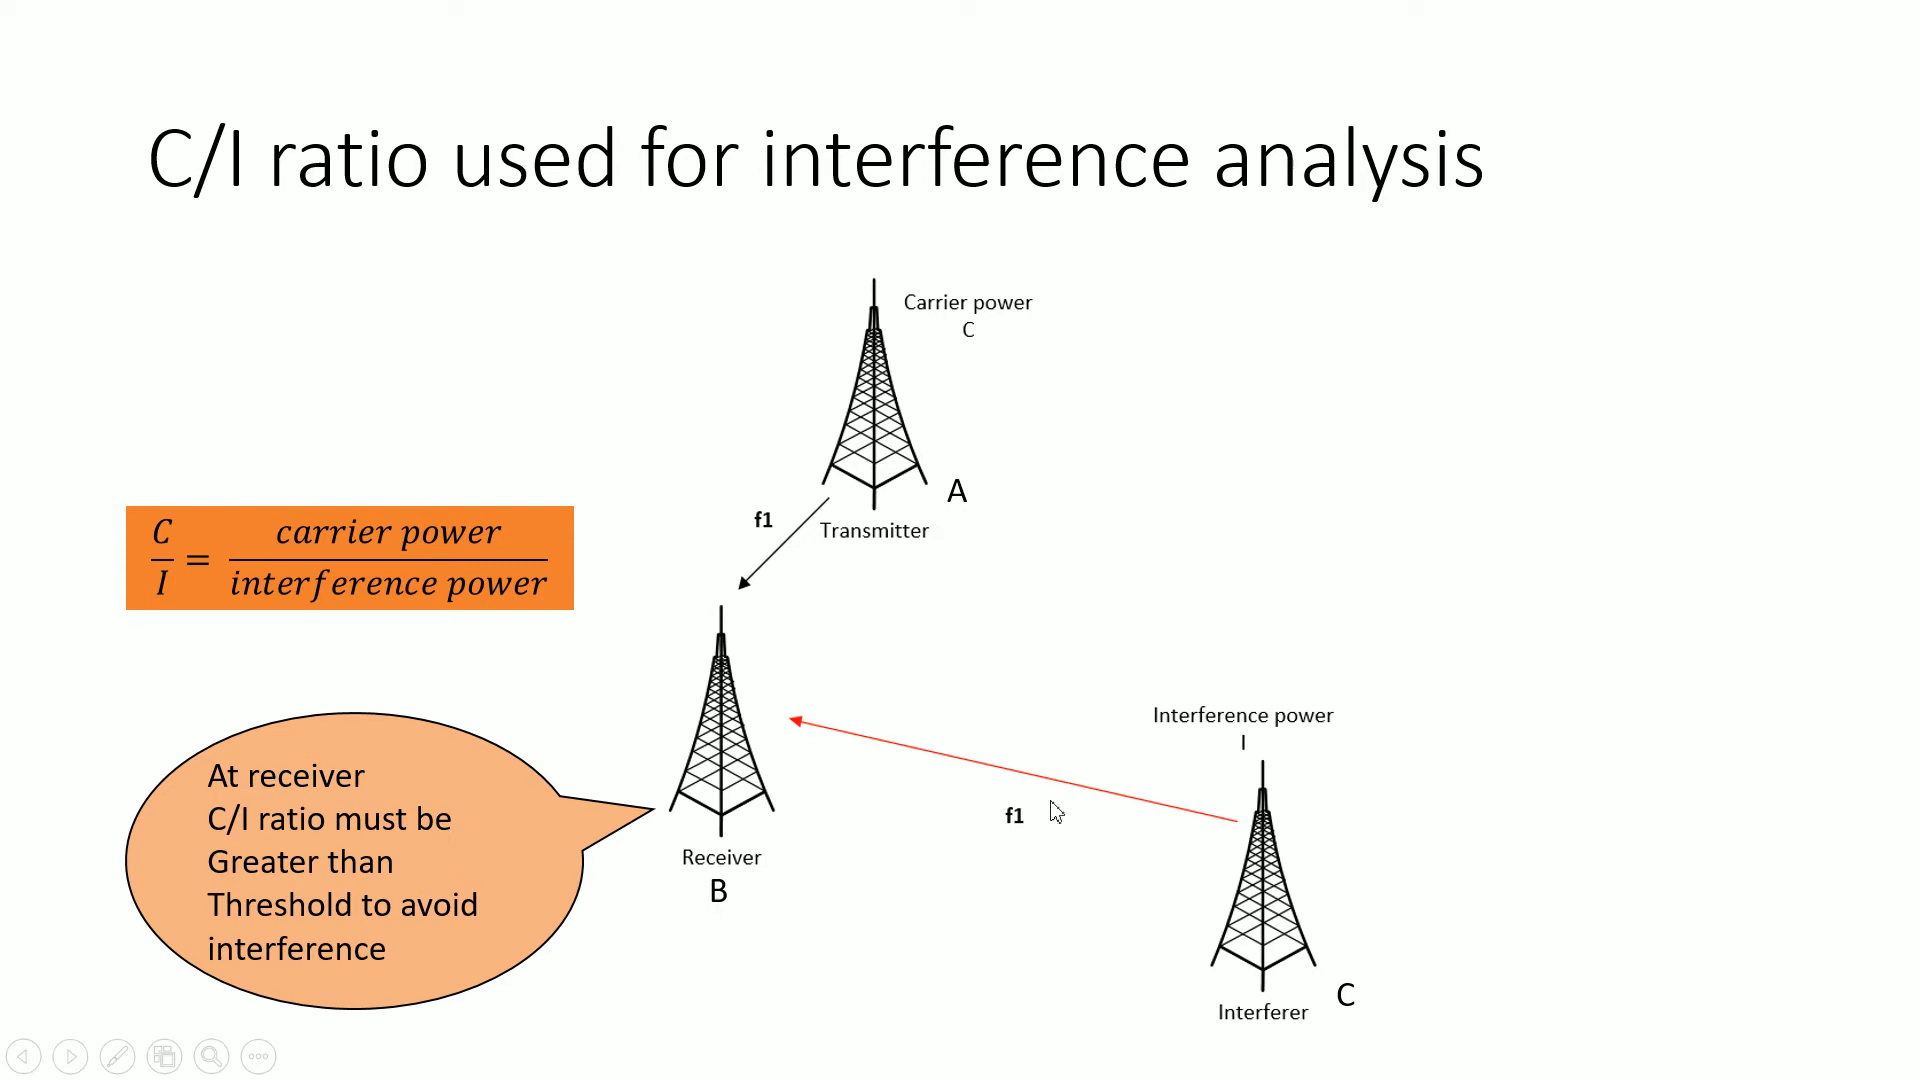 C/I ratio used for interference analysis
Carrier power
C
A
f1
Transmitter
C/I = carrier power/interference power
At receiver
C/I ratio must be
Greater than
Threshold to avoid
interference
Receiver
B
f1
Interference power
I
C
Interferer